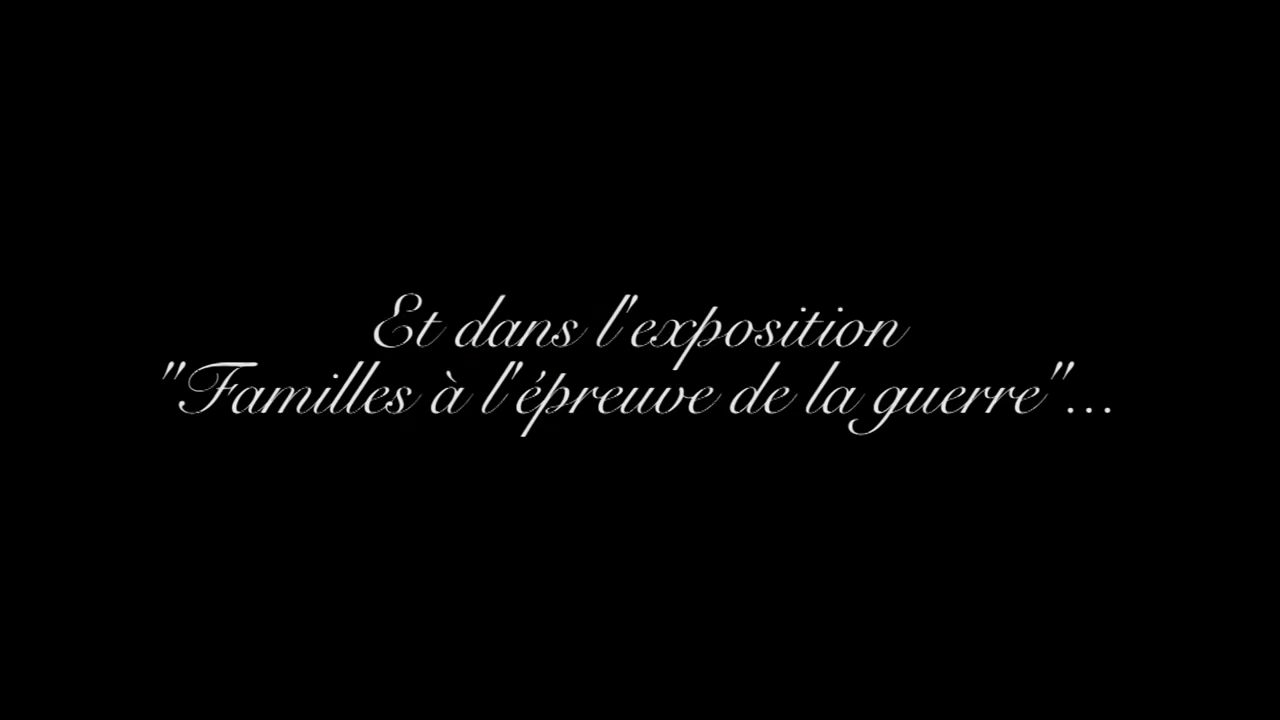 Et dans l'exposition
"Familles à l'épreuve de la guerre"...